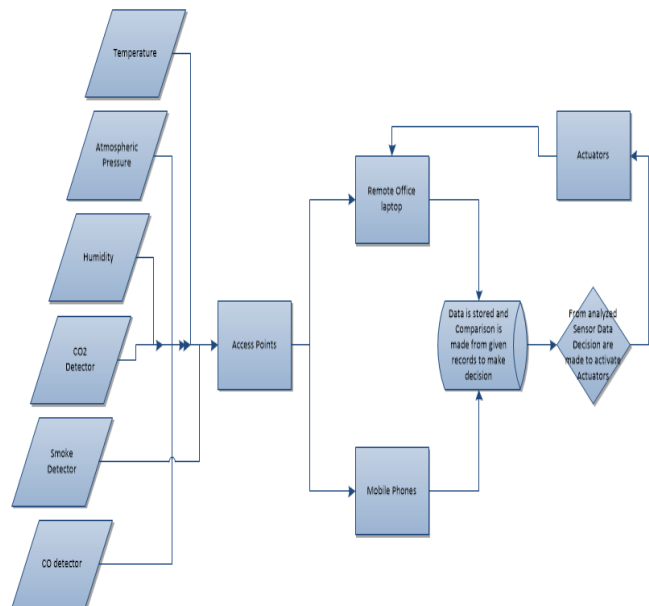 Temperature
Atmospheric
Pressure
Humidity
CO2
Detector
Smoke
Detector
CO detector
Access Points
Remote Office
laptop
Mobile Phones
Data is stored and
Comparison is
made from given
records to make
decision
From analyzed
Sensor Data
Decision are
made to activate
Actuators
Actuators